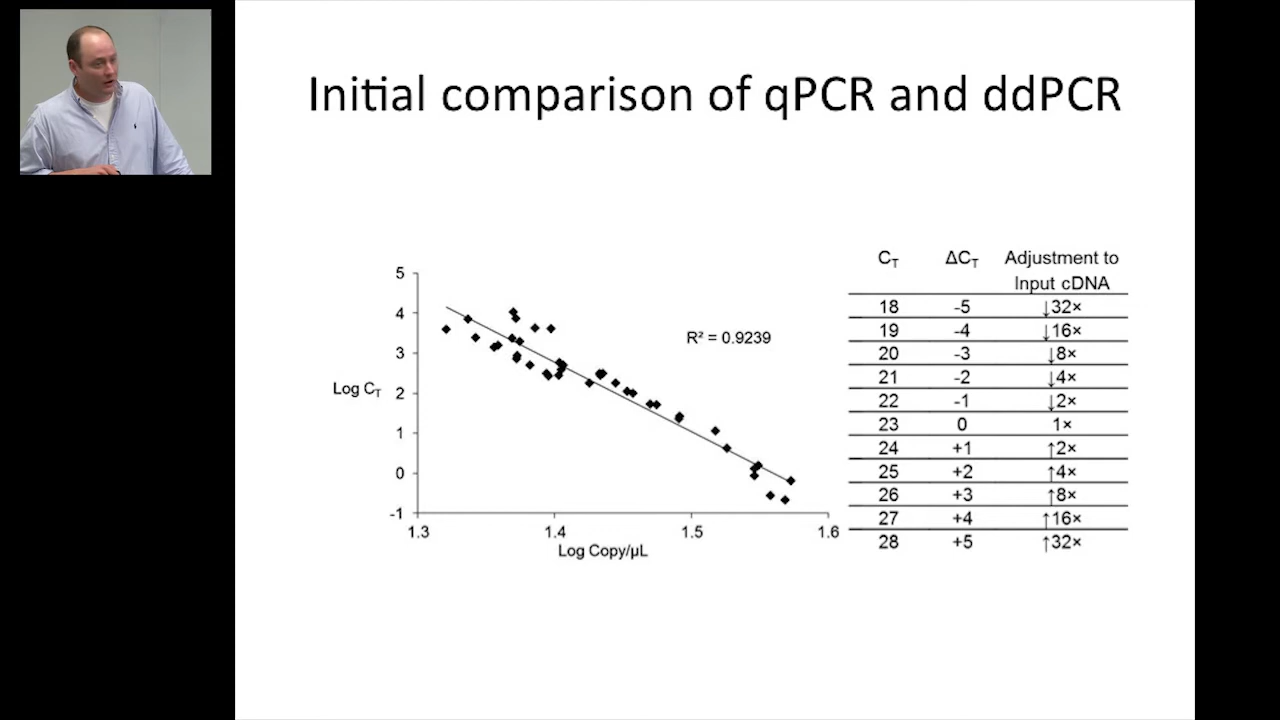 Initial comparison of qPCR and ddPCR
5
4
3
2
1
0
-1
Log CT
R² = 0.9239
1.3 1.4 1.5 1.6
Log Copy/µL
CT ΔCT Adjustment to
Input cDNA
18 -5 ↓32×
19 -4 ↓16×
20 -3 ↓8×
21 -2 ↓4×
22 -1 ↓2×
23 0 1×
24 +1 ↑2×
25 +2 ↑4×
26 +3 ↑8×
27 +4 ↑16×
28 +5 ↑32×